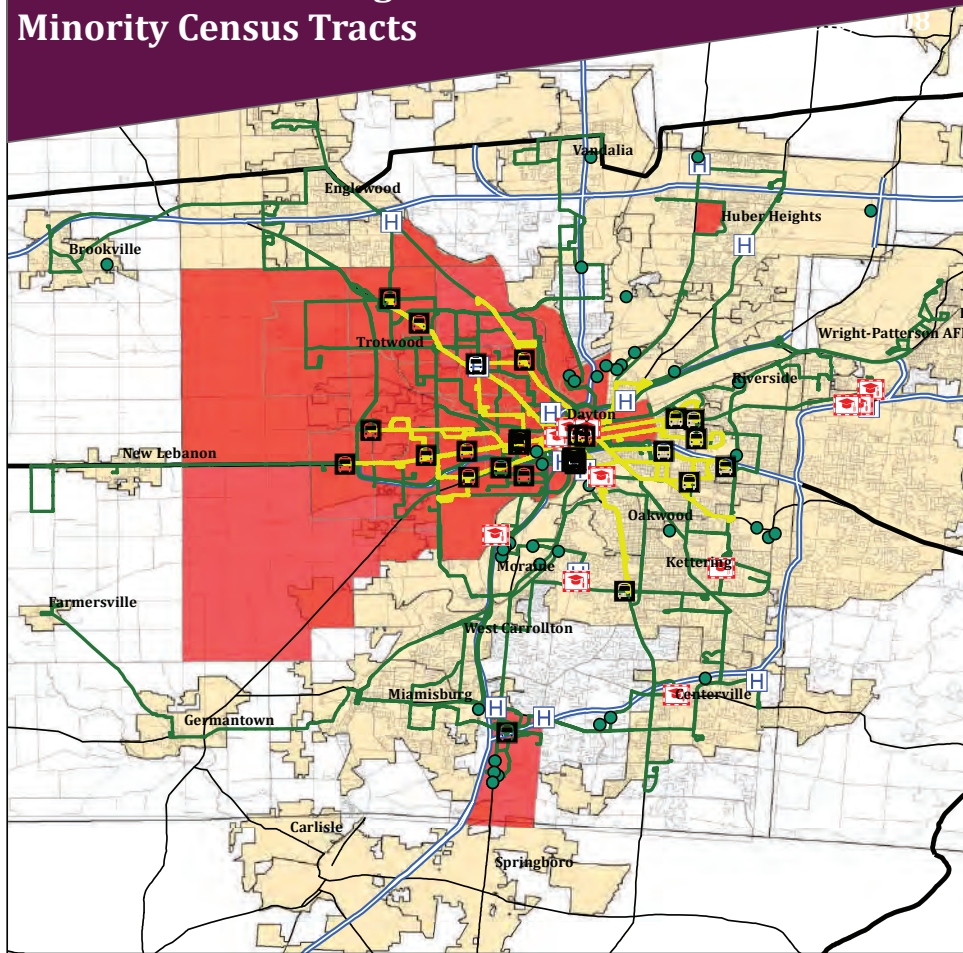 Minority Census Tracts
Vandalia
Englewood
H
H
Huber Heights
H
Brookville
Wright-Patterson AF
Trotwood
Riverside
H
H
Dayton
New Lebanon
Oakwood
Moraine
Kettering
Farmersville
West Carrollton
Miamisburg
H
Centerville
H
H
Germantown
Carlisle
Springboro